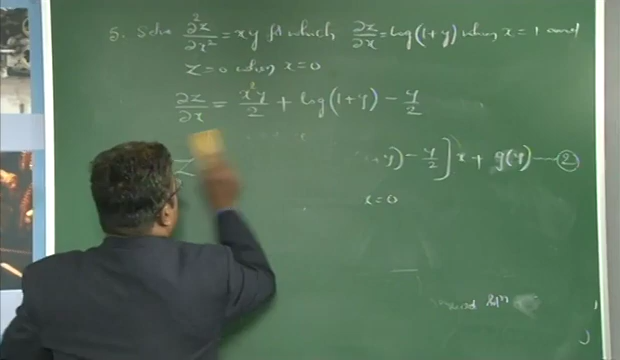 5. Solve ∂²z/∂x² = xy for which ∂z/∂x = log(1+y) when x = 1 and
z = 0 when x = 0
∂z/∂x = x²y/2 + log(1+y) − y/2
z +y) − y/2] x + g(y) — ②
x = 0